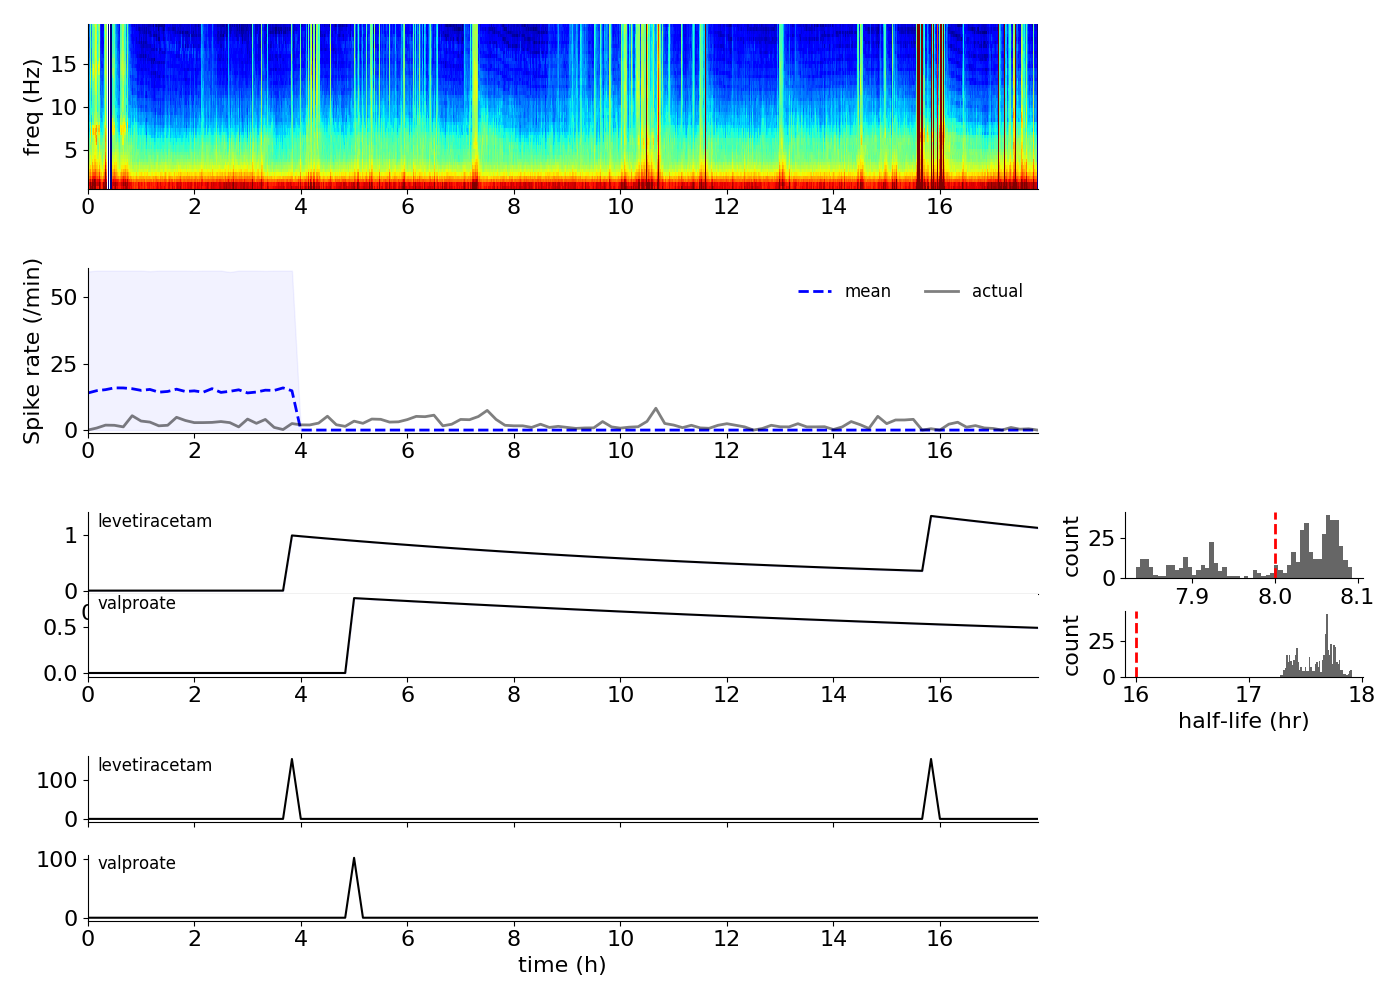 freq (Hz)
15
10
5
0 2 4 6 8 10 12 14 16
Spike rate (/min)
50
25
0
mean actual
0 2 4 6 8 10 12 14 16
levetiracetam
1
0
0
valproate
0.5
0.0
0 2 4 6 8 10 12 14 16
count
25
0
7.9 8.0 8.1
count
25
0
16 17 18
half-life (hr)
levetiracetam
100
0
valproate
100
0
0 2 4 6 8 10 12 14 16
time (h)